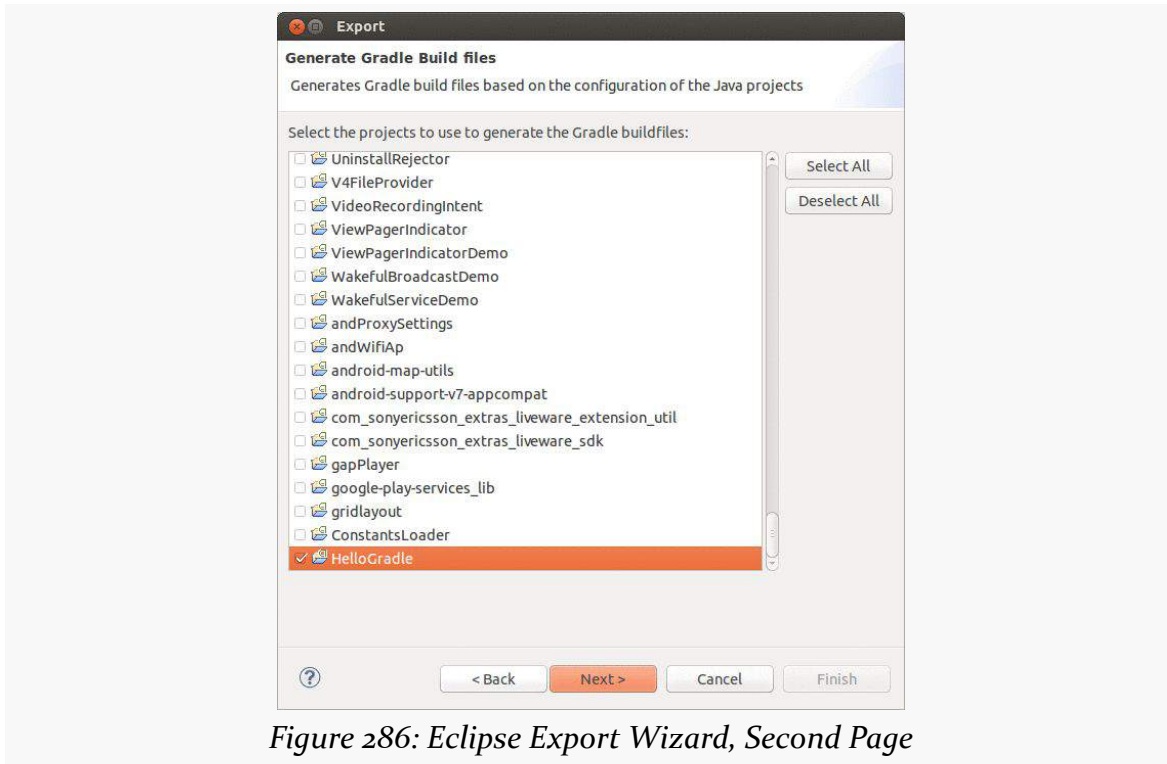 Export
Generate Gradle Build files
Generates Gradle build files based on the configuration of the Java projects
Select the projects to use to generate the Gradle buildfiles:
UninstallRejector
V4FileProvider
VideoRecordingIntent
ViewPagerIndicator
ViewPagerIndicatorDemo
WakefulBroadcastDemo
WakefulServiceDemo
andProxySettings
andWifiAp
android-map-utils
android-support-v7-appcompat
com_sonyericsson_extras_liveware_extension_util
com_sonyericsson_extras_liveware_sdk
gapPlayer
google-play-services_lib
gridlayout
ConstantsLoader
HelloGradle
Select All
Deselect All
?
< Back
Next >
Cancel
Finish
Figure 286: Eclipse Export Wizard, Second Page